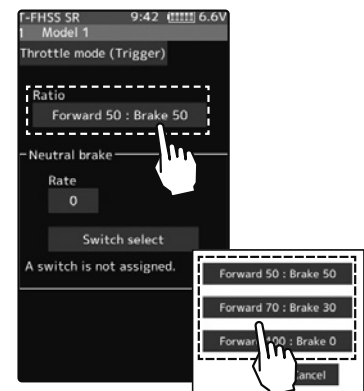 T-FHSS SR 9:42 6.6V
1 Model 1
Throttle mode (Trigger)
Ratio
Forward 50 : Brake 50
Neutral brake
Rate
0
Switch select
A switch is not assigned.
Forward 50 : Brake 50
Forward 70 : Brake 30
Forward 100 : Brake 0
Cancel